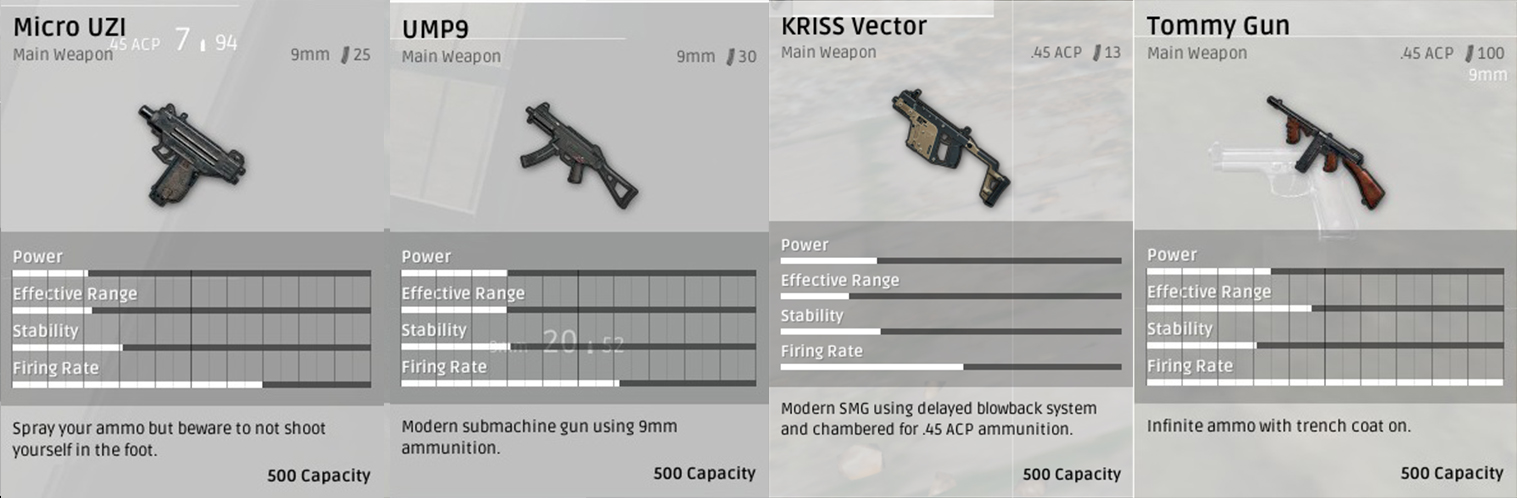 Micro UZI
.45 ACP 7 94
Main Weapon
9mm 25
Power
Effective Range
Stability
Firing Rate
Spray your ammo but beware to not shoot
yourself in the foot.
500 Capacity
UMP9
Main Weapon
9mm 30
Power
Effective Range
Stability
9mm 20 52
Firing Rate
Modern submachine gun using 9mm
ammunition.
500 Capacity
KRISS Vector
Main Weapon
.45 ACP 13
Power
Effective Range
Stability
Firing Rate
Modern SMG using delayed blowback system
and chambered for .45 ACP ammunition.
500 Capacity
Tommy Gun
Main Weapon
.45 ACP 100
9mm
Power
Effective Range
Stability
Firing Rate
Infinite ammo with trench coat on.
500 Capacity